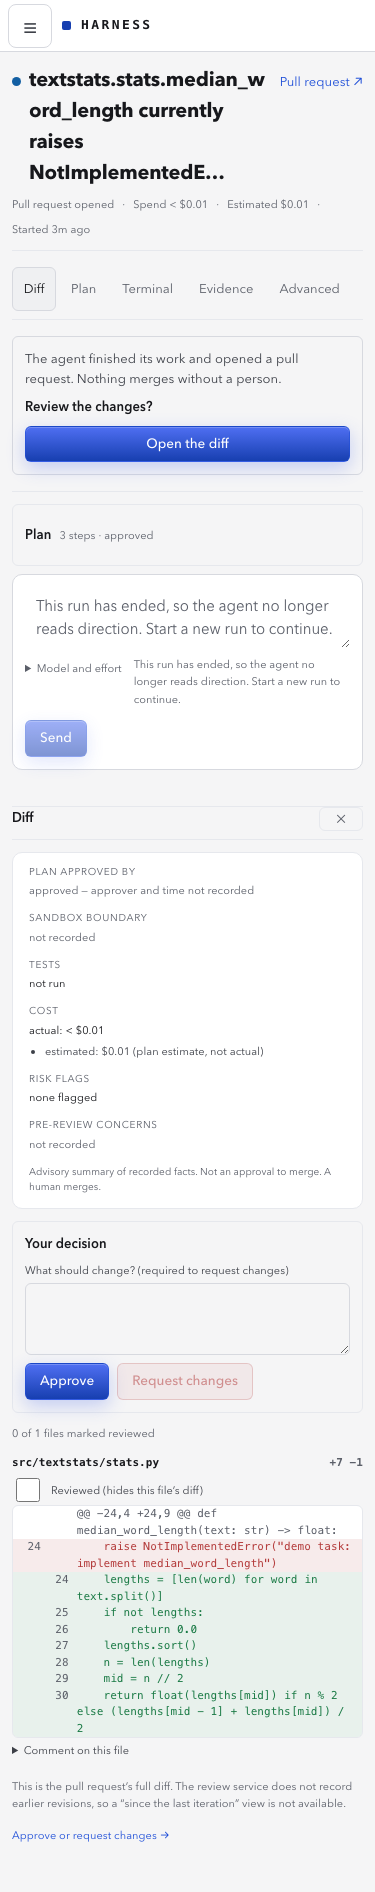 HARNESS
textstats.stats.median_w
ord_length currently
raises
NotImplementedE...
Pull request ↗
Pull request opened · Spend < $0.01 · Estimated $0.01 ·
Started 3m ago
Diff
Plan
Terminal
Evidence
Advanced
The agent finished its work and opened a pull
request. Nothing merges without a person.
Review the changes?
Open the diff
Plan 3 steps · approved
This run has ended, so the agent no longer
reads direction. Start a new run to continue.
Model and effort
This run has ended, so the agent no
longer reads direction. Start a new run to
continue.
Send
Diff
PLAN APPROVED BY
approved — approver and time not recorded
SANDBOX BOUNDARY
not recorded
TESTS
not run
COST
actual: < $0.01
• estimated: $0.01 (plan estimate, not actual)
RISK FLAGS
none flagged
PRE-REVIEW CONCERNS
not recorded
Advisory summary of recorded facts. Not an approval to merge. A
human merges.
Your decision
What should change? (required to request changes)
Approve
Request changes
0 of 1 files marked reviewed
src/textstats/stats.py +7 −1
Reviewed (hides this file's diff)
@@ -24,4 +24,9 @@ def
median_word_length(text: str) -> float:
24 raise NotImplementedError("demo task:
implement median_word_length")
24 lengths = [len(word) for word in
text.split()]
25 if not lengths:
26 return 0.0
27 lengths.sort()
28 n = len(lengths)
29 mid = n // 2
30 return float(lengths[mid]) if n % 2
else (lengths[mid - 1] + lengths[mid]) /
2
Comment on this file
This is the pull request's full diff. The review service does not record
earlier revisions, so a "since the last iteration" view is not available.
Approve or request changes →